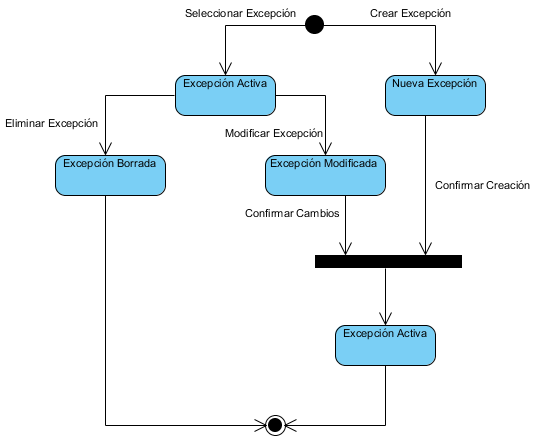 Seleccionar Excepción
Crear Excepción
Excepción Activa
Nueva Excepción
Eliminar Excepción
Modificar Excepción
Excepción Borrada
Excepción Modificada
Confirmar Creación
Confirmar Cambios
Excepción Activa